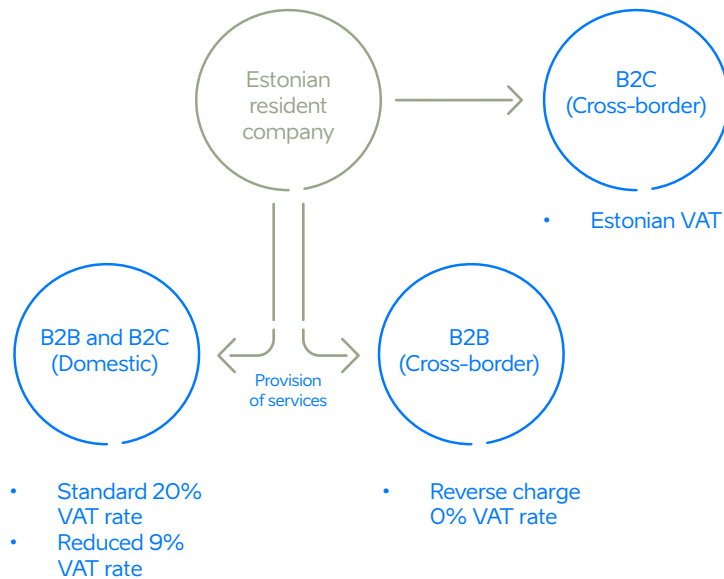 Estonian
resident
company
B2C
(Cross-border)
• Estonian VAT
B2B and B2C
(Domestic)
Provision
of services
B2B
(Cross-border)
• Standard 20%
VAT rate
• Reduced 9%
VAT rate
• Reverse charge
0% VAT rate